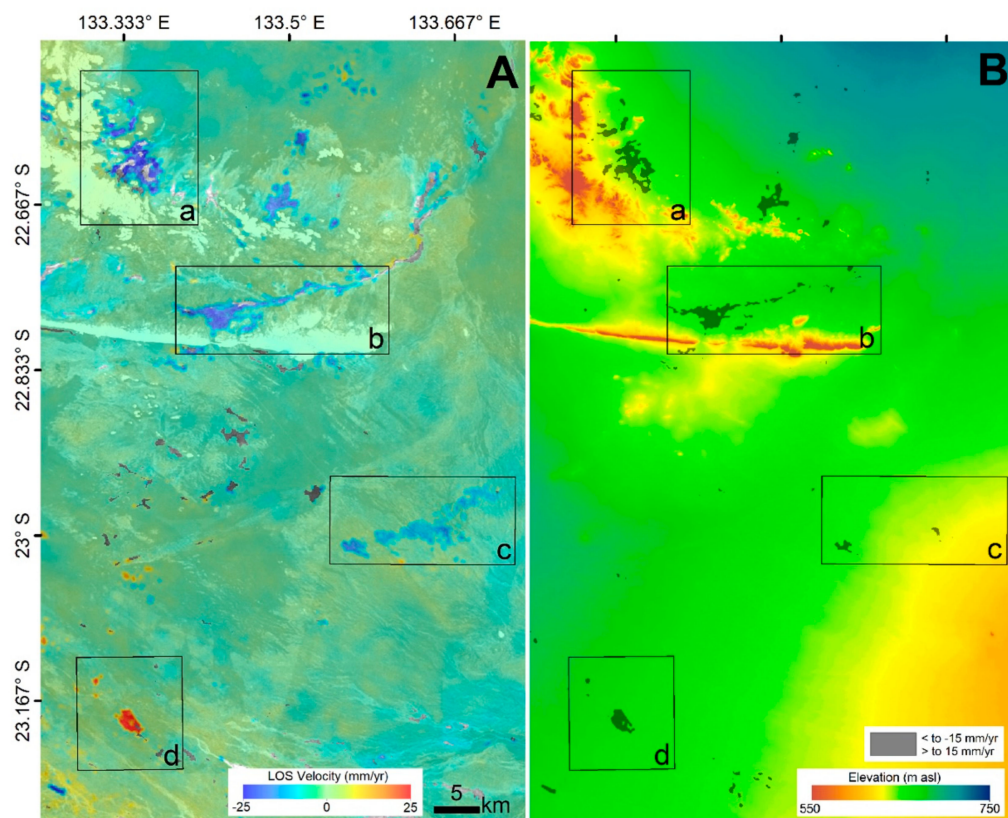 133.333° E
133.5° E
133.667° E
A
B
a
a
22.667° S
b
b
22.833° S
c
c
23° S
23.167° S
d
d
LOS Velocity (mm/yr)
-25
0
25
5
km
< to -15 mm/yr
> to 15 mm/yr
Elevation (m asl)
550
750